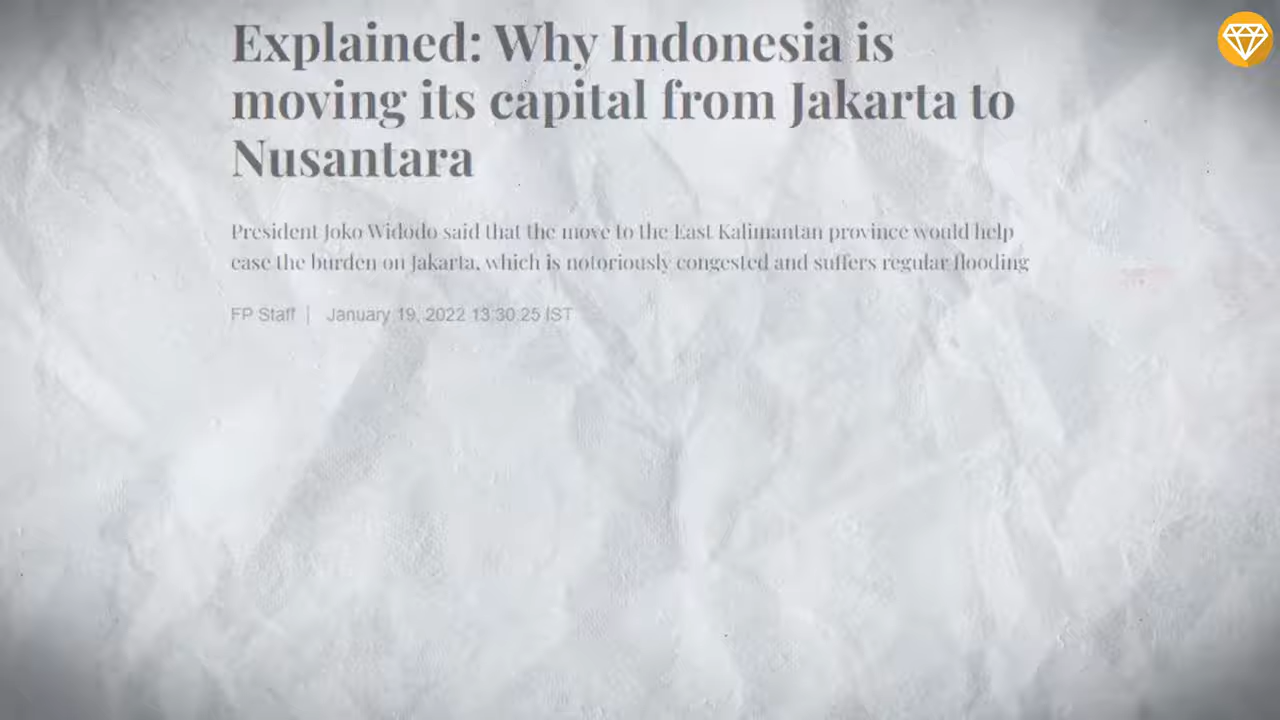 Explained: Why Indonesia is
moving its capital from Jakarta to
Nusantara
President Joko Widodo said that the move to the East Kalimantan province would help
ease the burden on Jakarta, which is notoriously congested and suffers regular flooding
FP Staff | January 19, 2022 13:30:25 IST